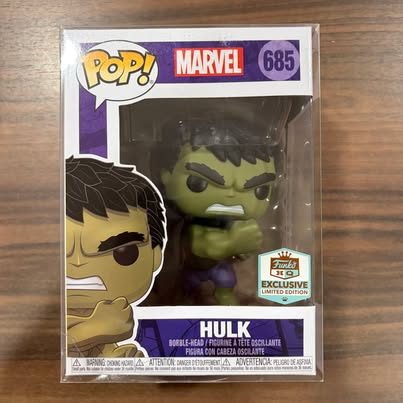 POP!
MARVEL
685
Funko
HQ
EXCLUSIVE
LIMITED EDITION
HULK
BOBBLE-HEAD / FIGURINE À TÊTE OSCILLANTE
FIGURA CON CABEZA OSCILANTE
WARNING: CHOKING HAZARD
ATTENTION: DANGER D'ÉTOUFFEMENT
ADVERTENCIA: PELIGRO DE ASFIXIA